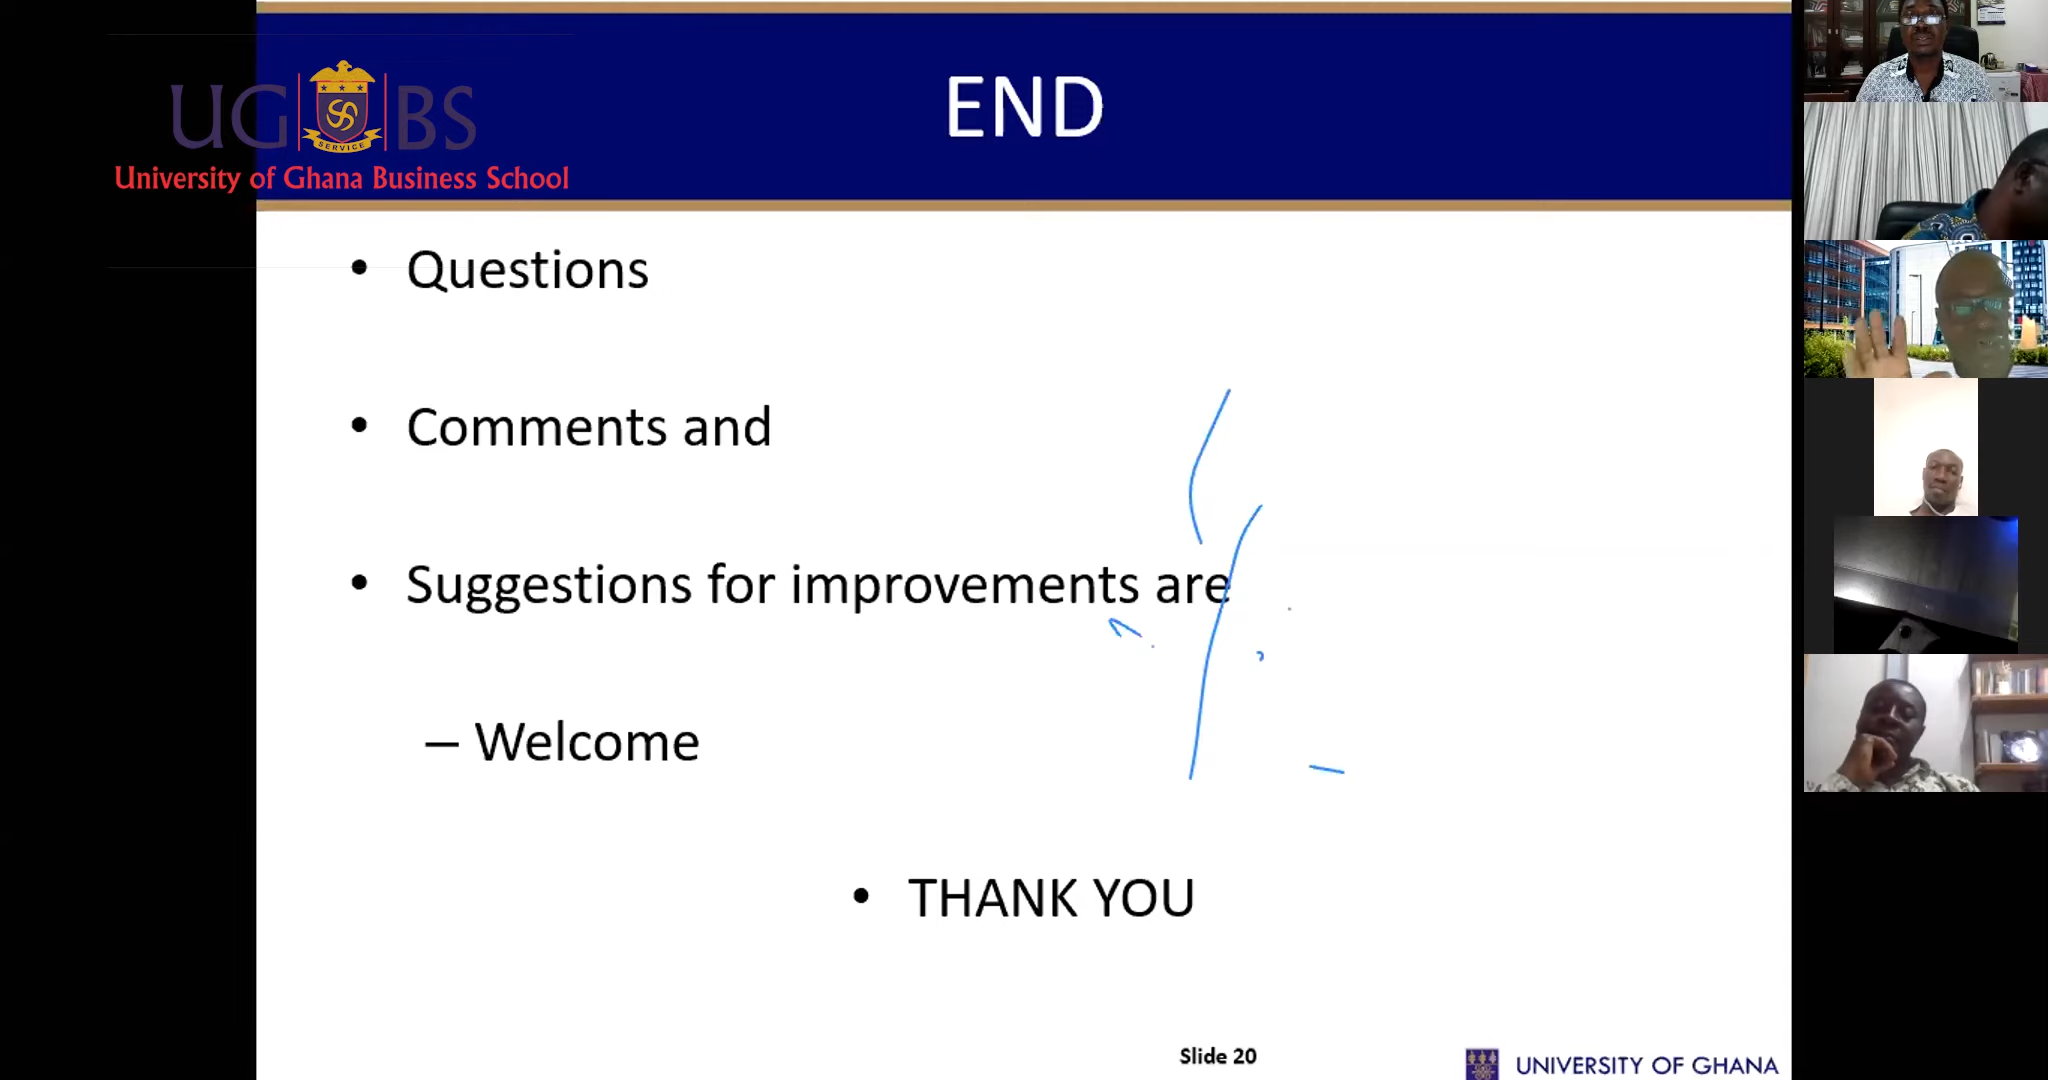 END
UG BS
SERVICE
University of Ghana Business School
• Questions
• Comments and
• Suggestions for improvements are
– Welcome
• THANK YOU
Slide 20
UNIVERSITY OF GHANA